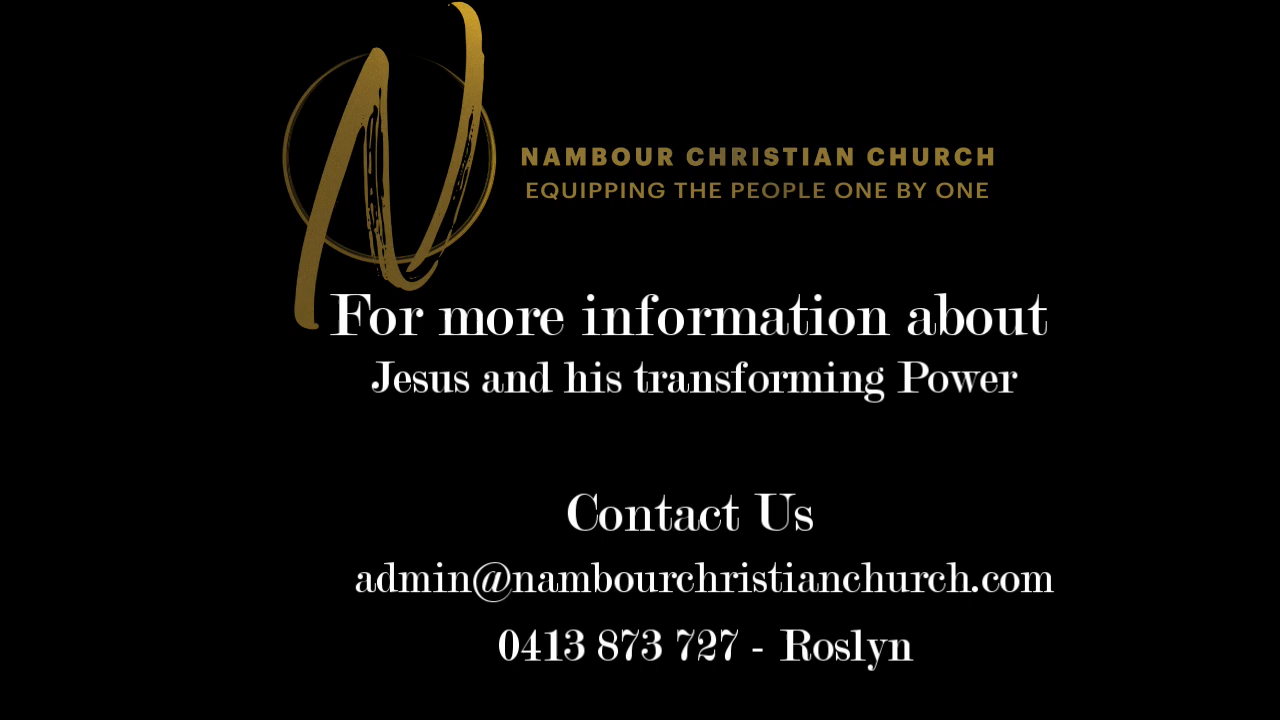 N
NAMBOUR CHRISTIAN CHURCH
EQUIPPING THE PEOPLE ONE BY ONE
For more information about
Jesus and his transforming Power
Contact Us
admin@nambourchristianchurch.com
0413 873 727 - Roslyn